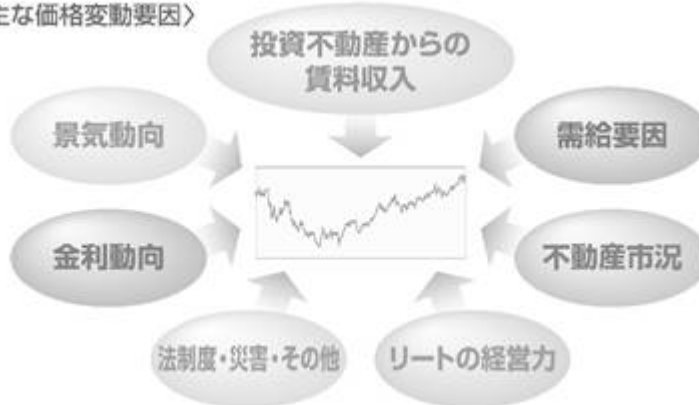 主な価格変動要因〉
投資不動産からの
賃料収入
景気動向
需給要因
金利動向
不動産市況
法制度・災害・その他
リートの経営力